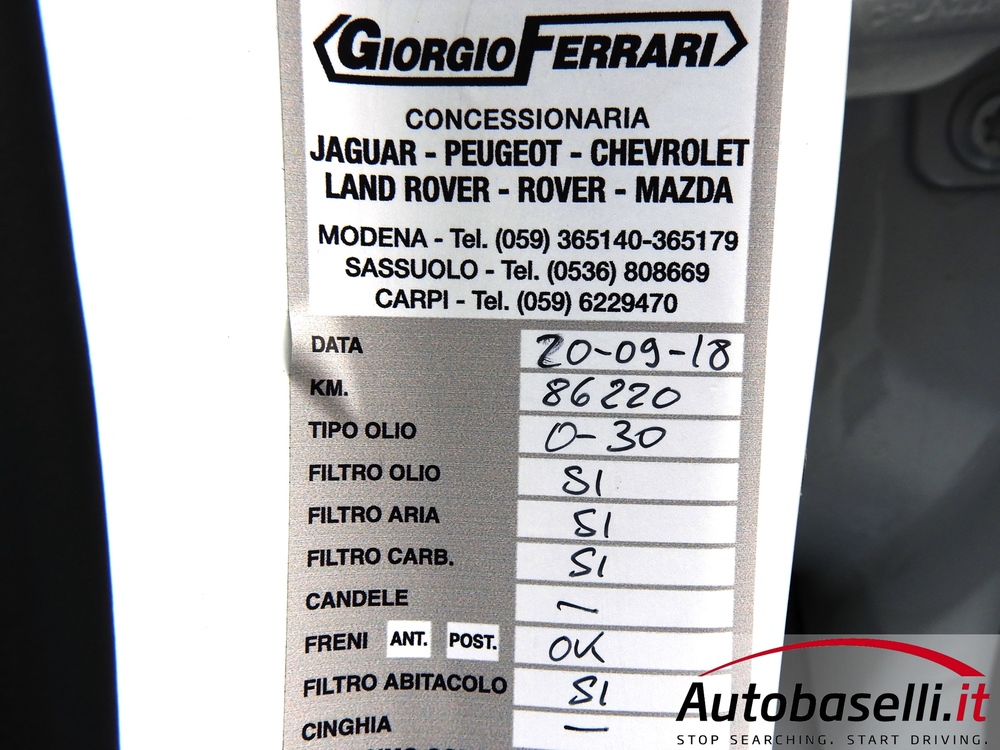 GIORGIO FERRARI
CONCESSIONARIA
JAGUAR - PEUGEOT - CHEVROLET
LAND ROVER - ROVER - MAZDA
MODENA - Tel. (059) 365140-365179
SASSUOLO - Tel. (0536) 808669
CARPI - Tel. (059) 6229470
DATA 20-09-18
KM. 86220
TIPO OLIO 0-30
FILTRO OLIO SI
FILTRO ARIA SI
FILTRO CARB. SI
CANDELE —
FRENI ANT. POST. OK
FILTRO ABITACOLO SI
CINGHIA —
Autobaselli.it
STOP SEARCHING. START DRIVING.